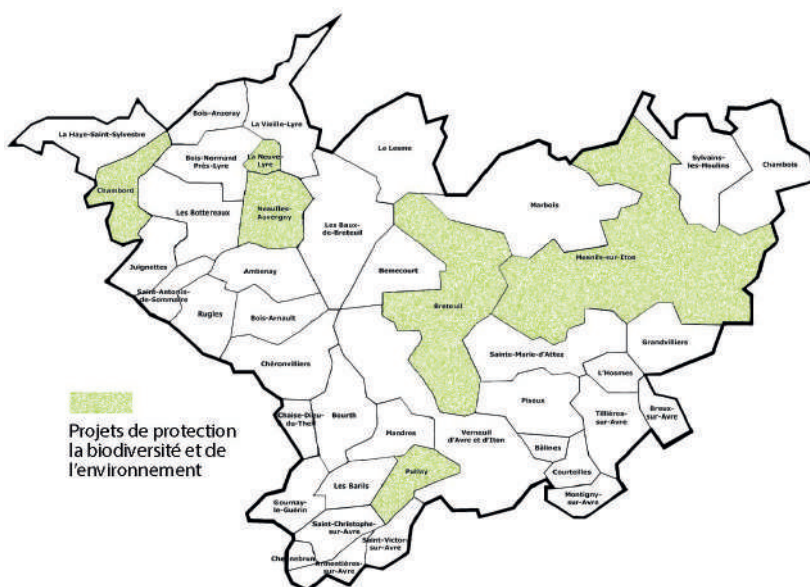 Bois-Anzeray
La Vieille-Lyre
La Haye-Saint-Sylvestre
Le Lesme
Bois-Normand
Près-Lyre
La Neuve-
Lyre
Sylvains-
les-Moulins
Chambois
Chambord
Neaufles-
Auvergny
Marbois
Les Bottereaux
Les Baux-
de-Breteuil
Mesnils-sur-Iton
Juignettes
Ambenay
Bémécourt
Saint-Antonin-
de-Sommaire
Breteuil
Rugles
Bois-Arnault
Grandvilliers
Sainte-Marie-d'Attez
Chéronvilliers
L'Hosmes
Piseux
Chaise-Dieu-
du-Theil
Bourth
Tillières-
sur-Avre
Breux-
sur-Avre
Mandres
Verneuil
d'Avre et d'Iton
Bâlines
Projets de protection
la biodiversité et de
l'environnement
Pullay
Courteilles
Les Barils
Montigny-
sur-Avre
Gournay-
le-Guérin
Saint-Christophe-
sur-Avre
Saint-Victor-
sur-Avre
Chennebrun
Armentières-
sur-Avre